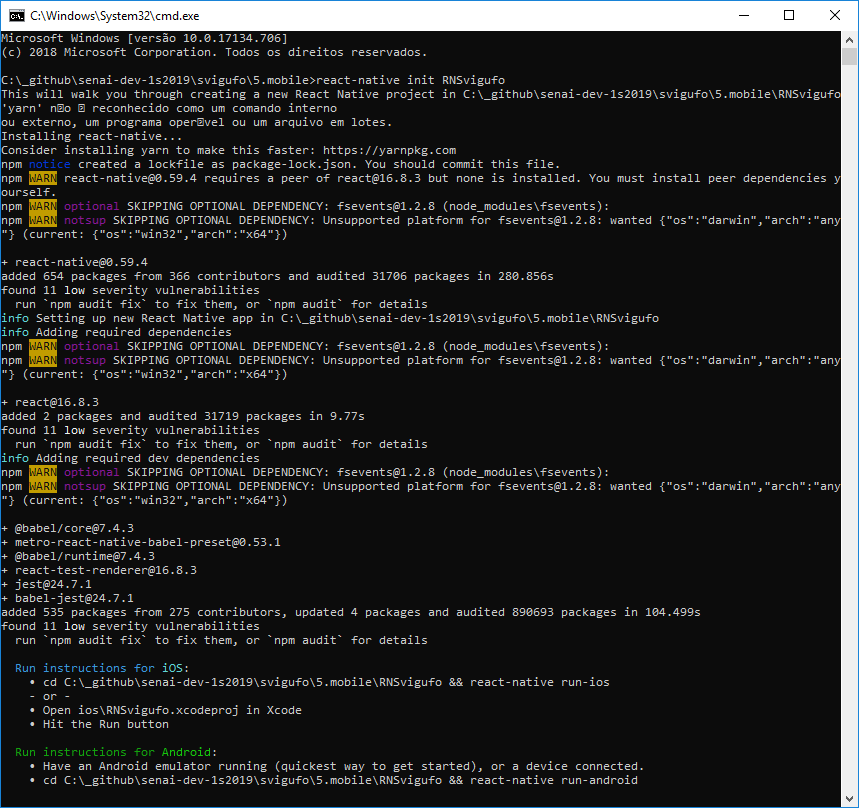 C:\Windows\System32\cmd.exe
Microsoft Windows [versão 10.0.17134.706]
(c) 2018 Microsoft Corporation. Todos os direitos reservados.
C:\_github\senai-dev-1s2019\svigufo\5.mobile>react-native init RNSvigufo
This will walk you through creating a new React Native project in C:\_github\senai-dev-1s2019\svigufo\5.mobile\RNSvigufo
'yarn' n�o � reconhecido como um comando interno
ou externo, um programa oper�vel ou um arquivo em lotes.
Installing react-native...
Consider installing yarn to make this faster: https://yarnpkg.com
npm notice created a lockfile as package-lock.json. You should commit this file.
npm WARN react-native@0.59.4 requires a peer of react@16.8.3 but none is installed. You must install peer dependencies y
ourself.
npm WARN optional SKIPPING OPTIONAL DEPENDENCY: fsevents@1.2.8 (node_modules\fsevents):
npm WARN notsup SKIPPING OPTIONAL DEPENDENCY: Unsupported platform for fsevents@1.2.8: wanted {"os":"darwin","arch":"any
"} (current: {"os":"win32","arch":"x64"})
+ react-native@0.59.4
added 654 packages from 366 contributors and audited 31706 packages in 280.856s
found 11 low severity vulnerabilities
run `npm audit fix` to fix them, or `npm audit` for details
info Setting up new React Native app in C:\_github\senai-dev-1s2019\svigufo\5.mobile\RNSvigufo
info Adding required dependencies
npm WARN optional SKIPPING OPTIONAL DEPENDENCY: fsevents@1.2.8 (node_modules\fsevents):
npm WARN notsup SKIPPING OPTIONAL DEPENDENCY: Unsupported platform for fsevents@1.2.8: wanted {"os":"darwin","arch":"any
"} (current: {"os":"win32","arch":"x64"})
+ react@16.8.3
added 2 packages and audited 31719 packages in 9.77s
found 11 low severity vulnerabilities
run `npm audit fix` to fix them, or `npm audit` for details
info Adding required dev dependencies
npm WARN optional SKIPPING OPTIONAL DEPENDENCY: fsevents@1.2.8 (node_modules\fsevents):
npm WARN notsup SKIPPING OPTIONAL DEPENDENCY: Unsupported platform for fsevents@1.2.8: wanted {"os":"darwin","arch":"any
"} (current: {"os":"win32","arch":"x64"})
+ @babel/core@7.4.3
+ metro-react-native-babel-preset@0.53.1
+ @babel/runtime@7.4.3
+ react-test-renderer@16.8.3
+ jest@24.7.1
+ babel-jest@24.7.1
added 535 packages from 275 contributors, updated 4 packages and audited 890693 packages in 104.499s
found 11 low severity vulnerabilities
run `npm audit fix` to fix them, or `npm audit` for details
Run instructions for iOS:
• cd C:\_github\senai-dev-1s2019\svigufo\5.mobile\RNSvigufo && react-native run-ios
- or -
• Open ios\RNSvigufo.xcodeproj in Xcode
• Hit the Run button
Run instructions for Android:
• Have an Android emulator running (quickest way to get started), or a device connected.
• cd C:\_github\senai-dev-1s2019\svigufo\5.mobile\RNSvigufo && react-native run-android